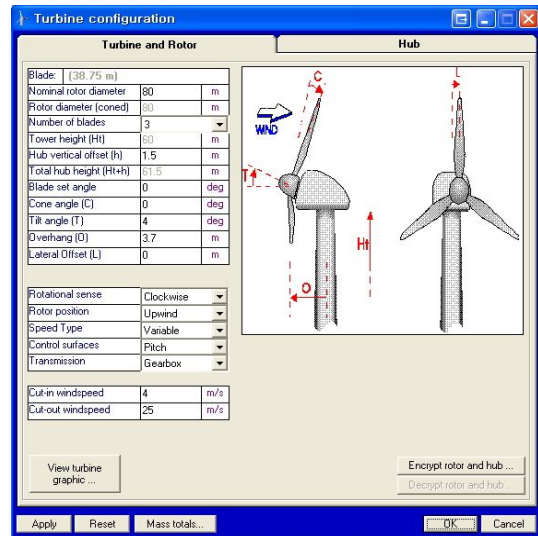 Turbine configuration
Turbine and Rotor
Hub
Blade: (38.75 m)
Nominal rotor diameter 80 m
Rotor diameter (coned) 80 m
Number of blades 3
Tower height (Ht) 60 m
Hub vertical offset (h) 1.5 m
Total hub height (Ht+h) 61.5 m
Blade set angle 0 deg
Cone angle (C) 0 deg
Tilt angle (T) 4 deg
Overhang (O) 3.7 m
Lateral Offset (L) 0 m
Rotational sense Clockwise
Rotor position Upwind
Speed Type Variable
Control surfaces Pitch
Transmission Gearbox
Cut-in windspeed 4 m/s
Cut-out windspeed 25 m/s
C
L
WIND
T
Ht
O
View turbine
graphic ...
Encrypt rotor and hub ...
Decrypt rotor and hub ...
Apply Reset Mass totals... OK Cancel